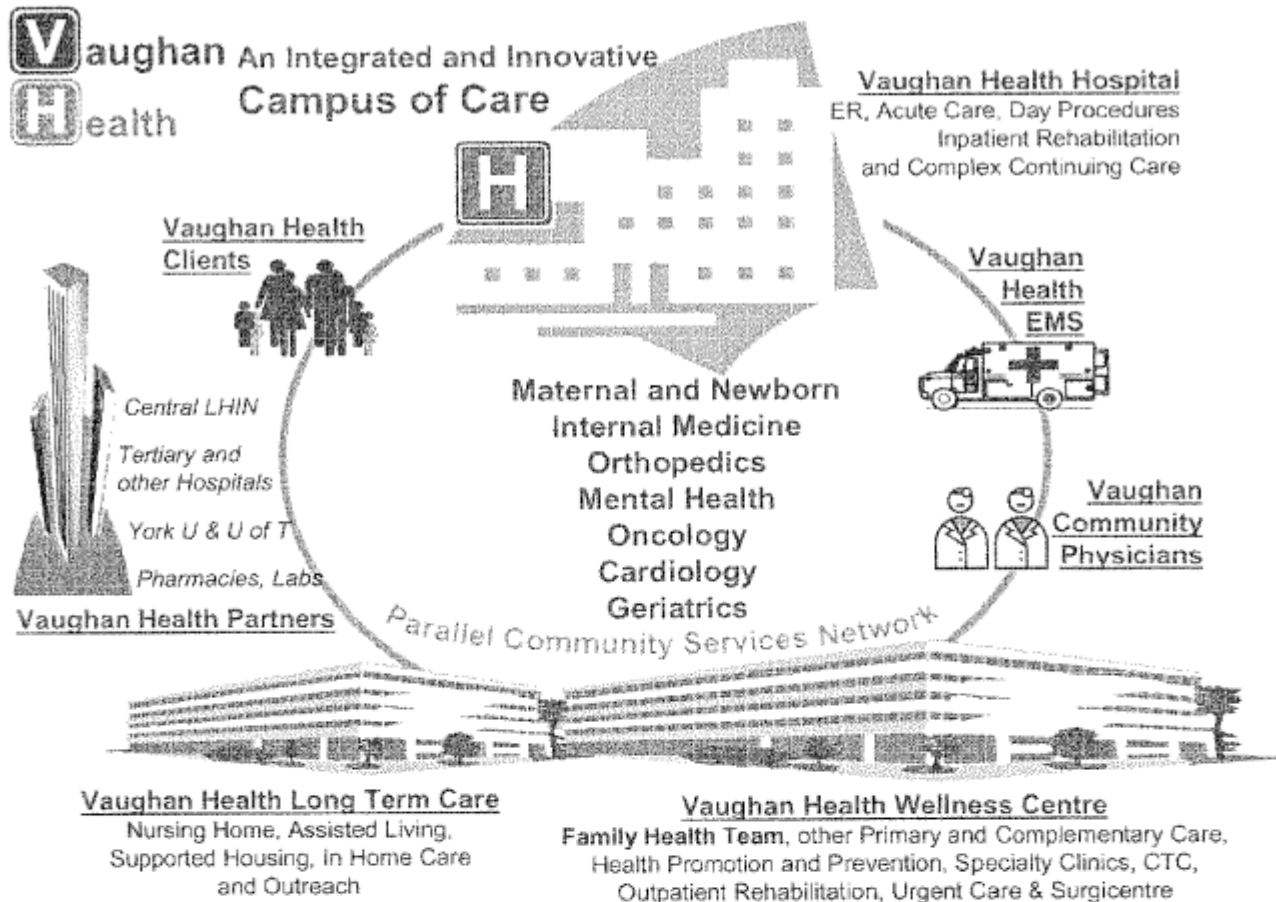 Vaughan
Health
An Integrated and Innovative
Campus of Care
H
Vaughan Health Hospital
ER, Acute Care, Day Procedures
Inpatient Rehabilitation
and Complex Continuing Care
Vaughan Health
Clients
Vaughan
Health
EMS
Central LHIN
Tertiary and
other Hospitals
York U & U of T
Pharmacies, Labs
Vaughan Health Partners
Maternal and Newborn
Internal Medicine
Orthopedics
Mental Health
Oncology
Cardiology
Geriatrics
Vaughan
Community
Physicians
Parallel Community Services Network
Vaughan Health Long Term Care
Nursing Home, Assisted Living,
Supported Housing, In Home Care
and Outreach
Vaughan Health Wellness Centre
Family Health Team, other Primary and Complementary Care,
Health Promotion and Prevention, Specialty Clinics, CTC,
Outpatient Rehabilitation, Urgent Care & Surgicentre